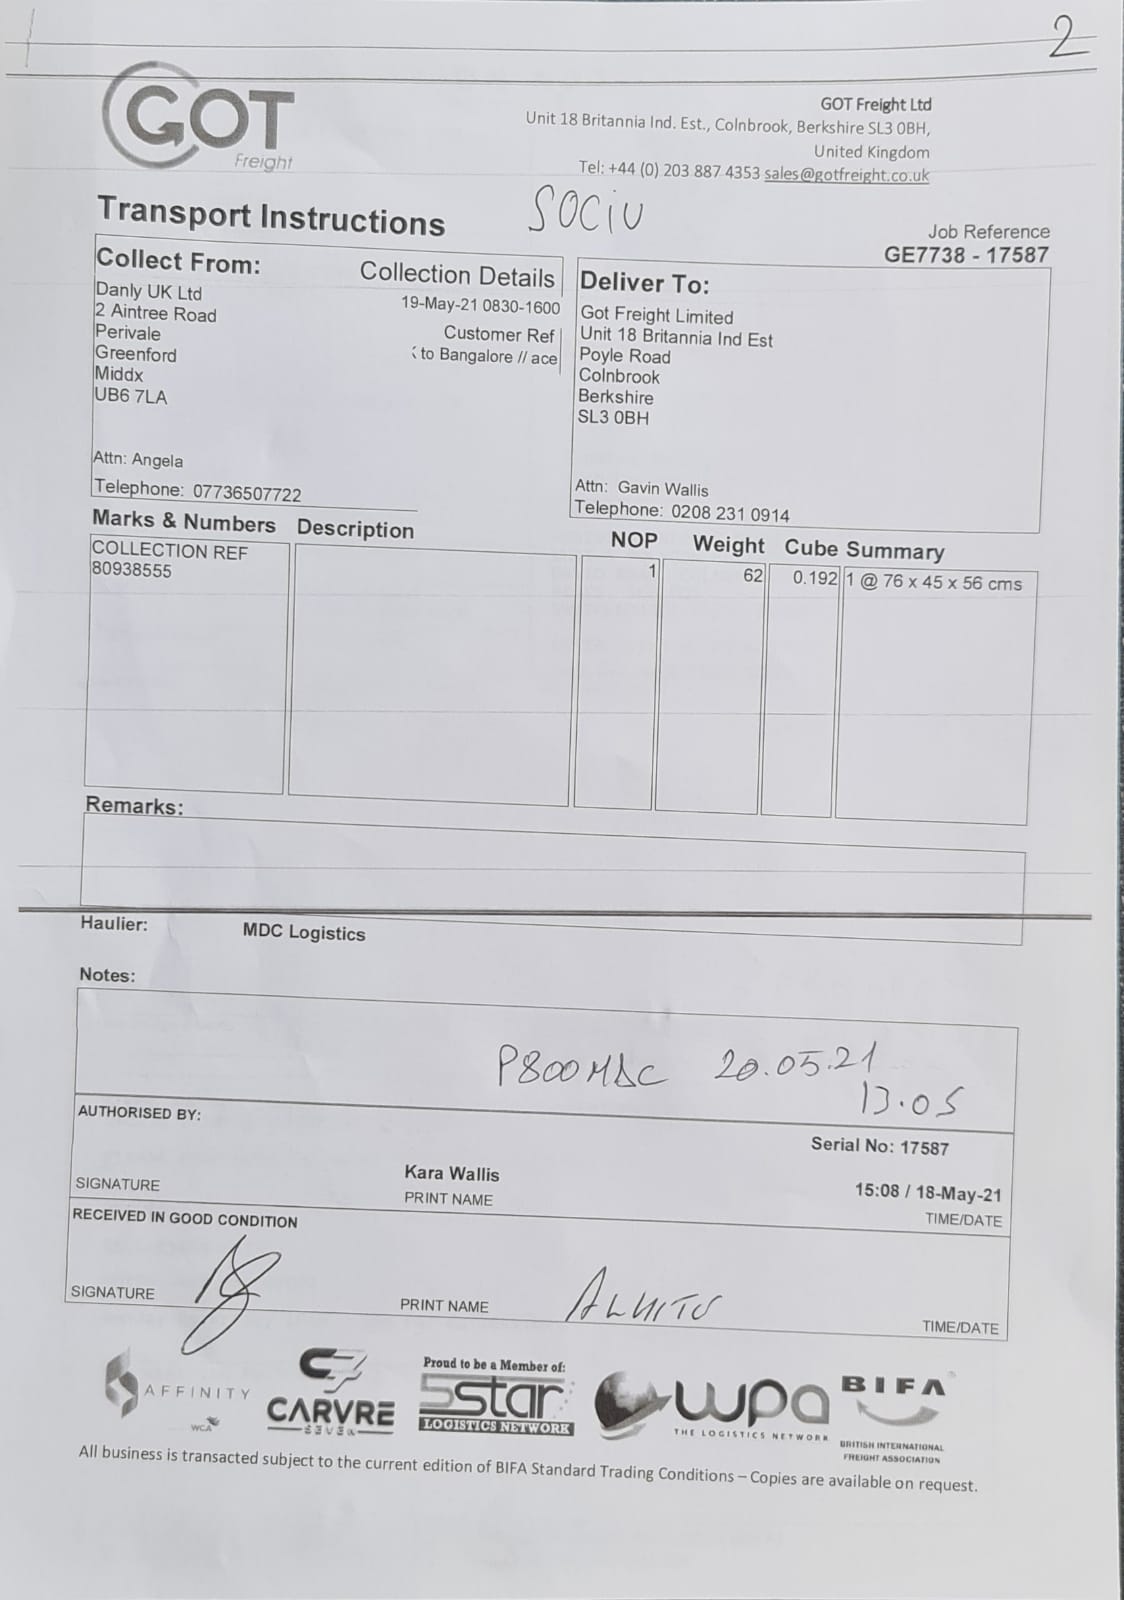 2
GOT
Freight
GOT Freight Ltd
Unit 18 Britannia Ind. Est., Colnbrook, Berkshire SL3 0BH,
United Kingdom
Tel: +44 (0) 203 887 4353 sales@gotfreight.co.uk
SOCIU
Transport Instructions
Job Reference
GE7738 - 17587
Collect From:
Collection Details
Danly UK Ltd
19-May-21 0830-1600
2 Aintree Road
Perivale
Customer Ref
Greenford
to Bangalore // ace
Middx
UB6 7LA
Attn: Angela
Telephone: 07736507722
Deliver To:
Got Freight Limited
Unit 18 Britannia Ind Est
Poyle Road
Colnbrook
Berkshire
SL3 0BH
Attn: Gavin Wallis
Telephone: 0208 231 0914
Marks & Numbers Description NOP Weight Cube Summary
COLLECTION REF
80938555
1 62 0.192 1 @ 76 x 45 x 56 cms
Remarks:
Haulier: MDC Logistics
Notes:
P800MDC 20.05.21
13.05
AUTHORISED BY:
Serial No: 17587
Kara Wallis
SIGNATURE PRINT NAME
15:08 / 18-May-21
TIME/DATE
RECEIVED IN GOOD CONDITION
SIGNATURE PRINT NAME TIME/DATE
AFFINITY
WCA
CARVRE
SEVEN
Proud to be a Member of:
5star
LOGISTICS NETWORK
wpa
THE LOGISTICS NETWORK
BIFA
BRITISH INTERNATIONAL
FREIGHT ASSOCIATION
All business is transacted subject to the current edition of BIFA Standard Trading Conditions – Copies are available on request.